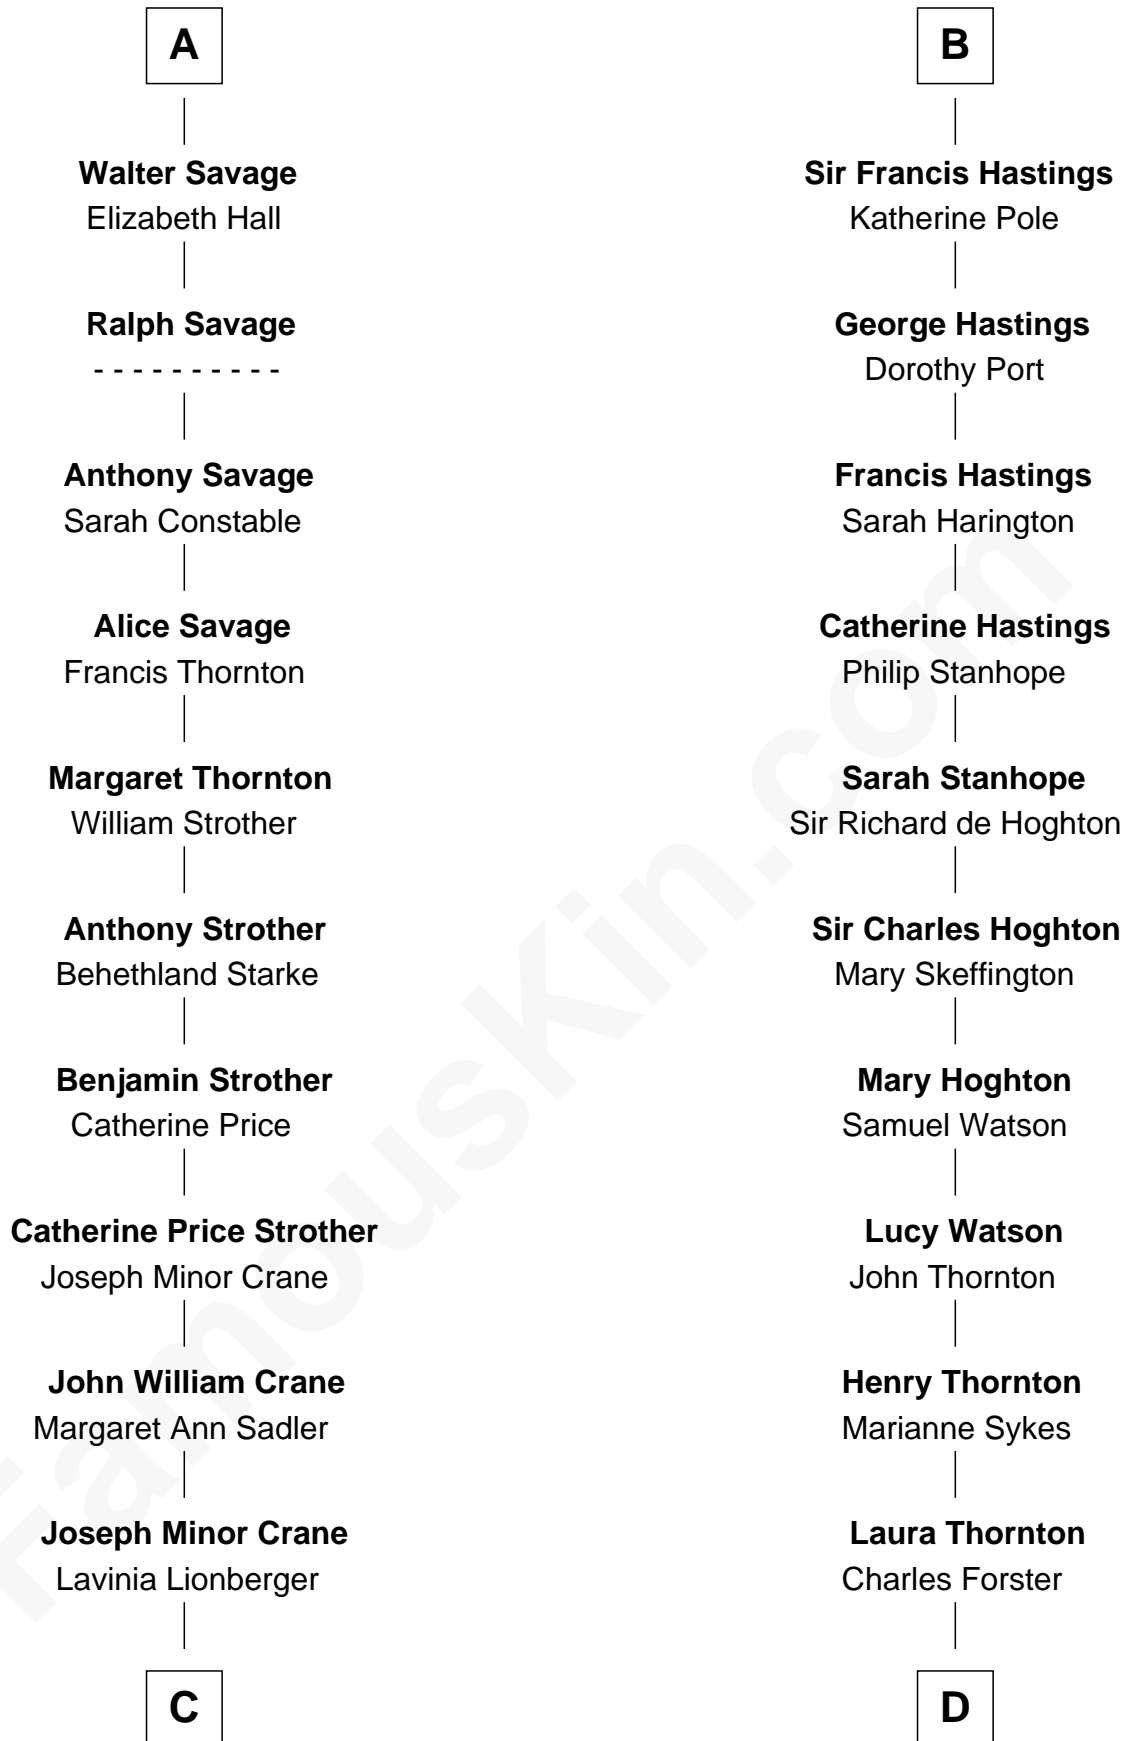 A
Walter Savage
Elizabeth Hall
Ralph Savage
- - - - - - - - - -
Anthony Savage
Sarah Constable
Alice Savage
Francis Thornton
Margaret Thornton
William Strother
Anthony Strother
Behethland Starke
Benjamin Strother
Catherine Price
Catherine Price Strother
Joseph Minor Crane
John William Crane
Margaret Ann Sadler
Joseph Minor Crane
Lavinia Lionberger
C
B
Sir Francis Hastings
Katherine Pole
George Hastings
Dorothy Port
Francis Hastings
Sarah Harington
Catherine Hastings
Philip Stanhope
Sarah Stanhope
Sir Richard de Hoghton
Sir Charles Hoghton
Mary Skeffington
Mary Hoghton
Samuel Watson
Lucy Watson
John Thornton
Henry Thornton
Marianne Sykes
Laura Thornton
Charles Forster
D
FamousKin.com